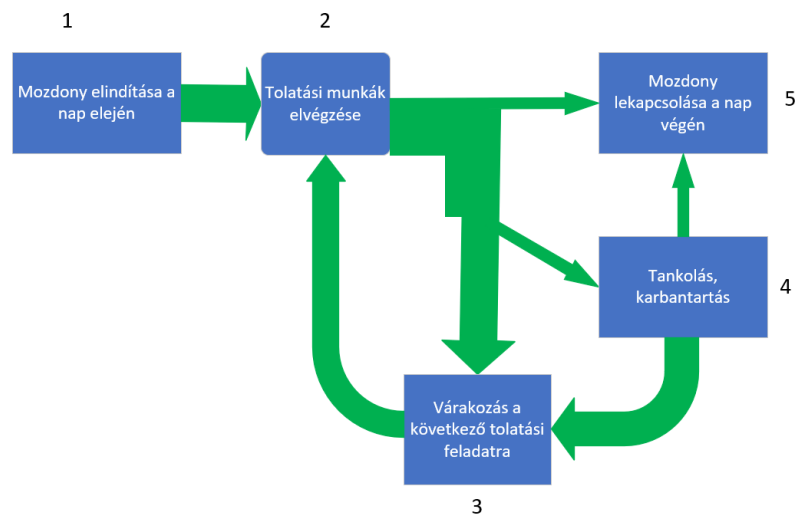 1
Mozdony elindítása a
nap elején
2
Tolatási munkák
elvégzése
Mozdony
lekapcsolása a nap
végén
5
Tankolás,
karbantartás
4
Várakozás a
következő tolatási
feladatra
3